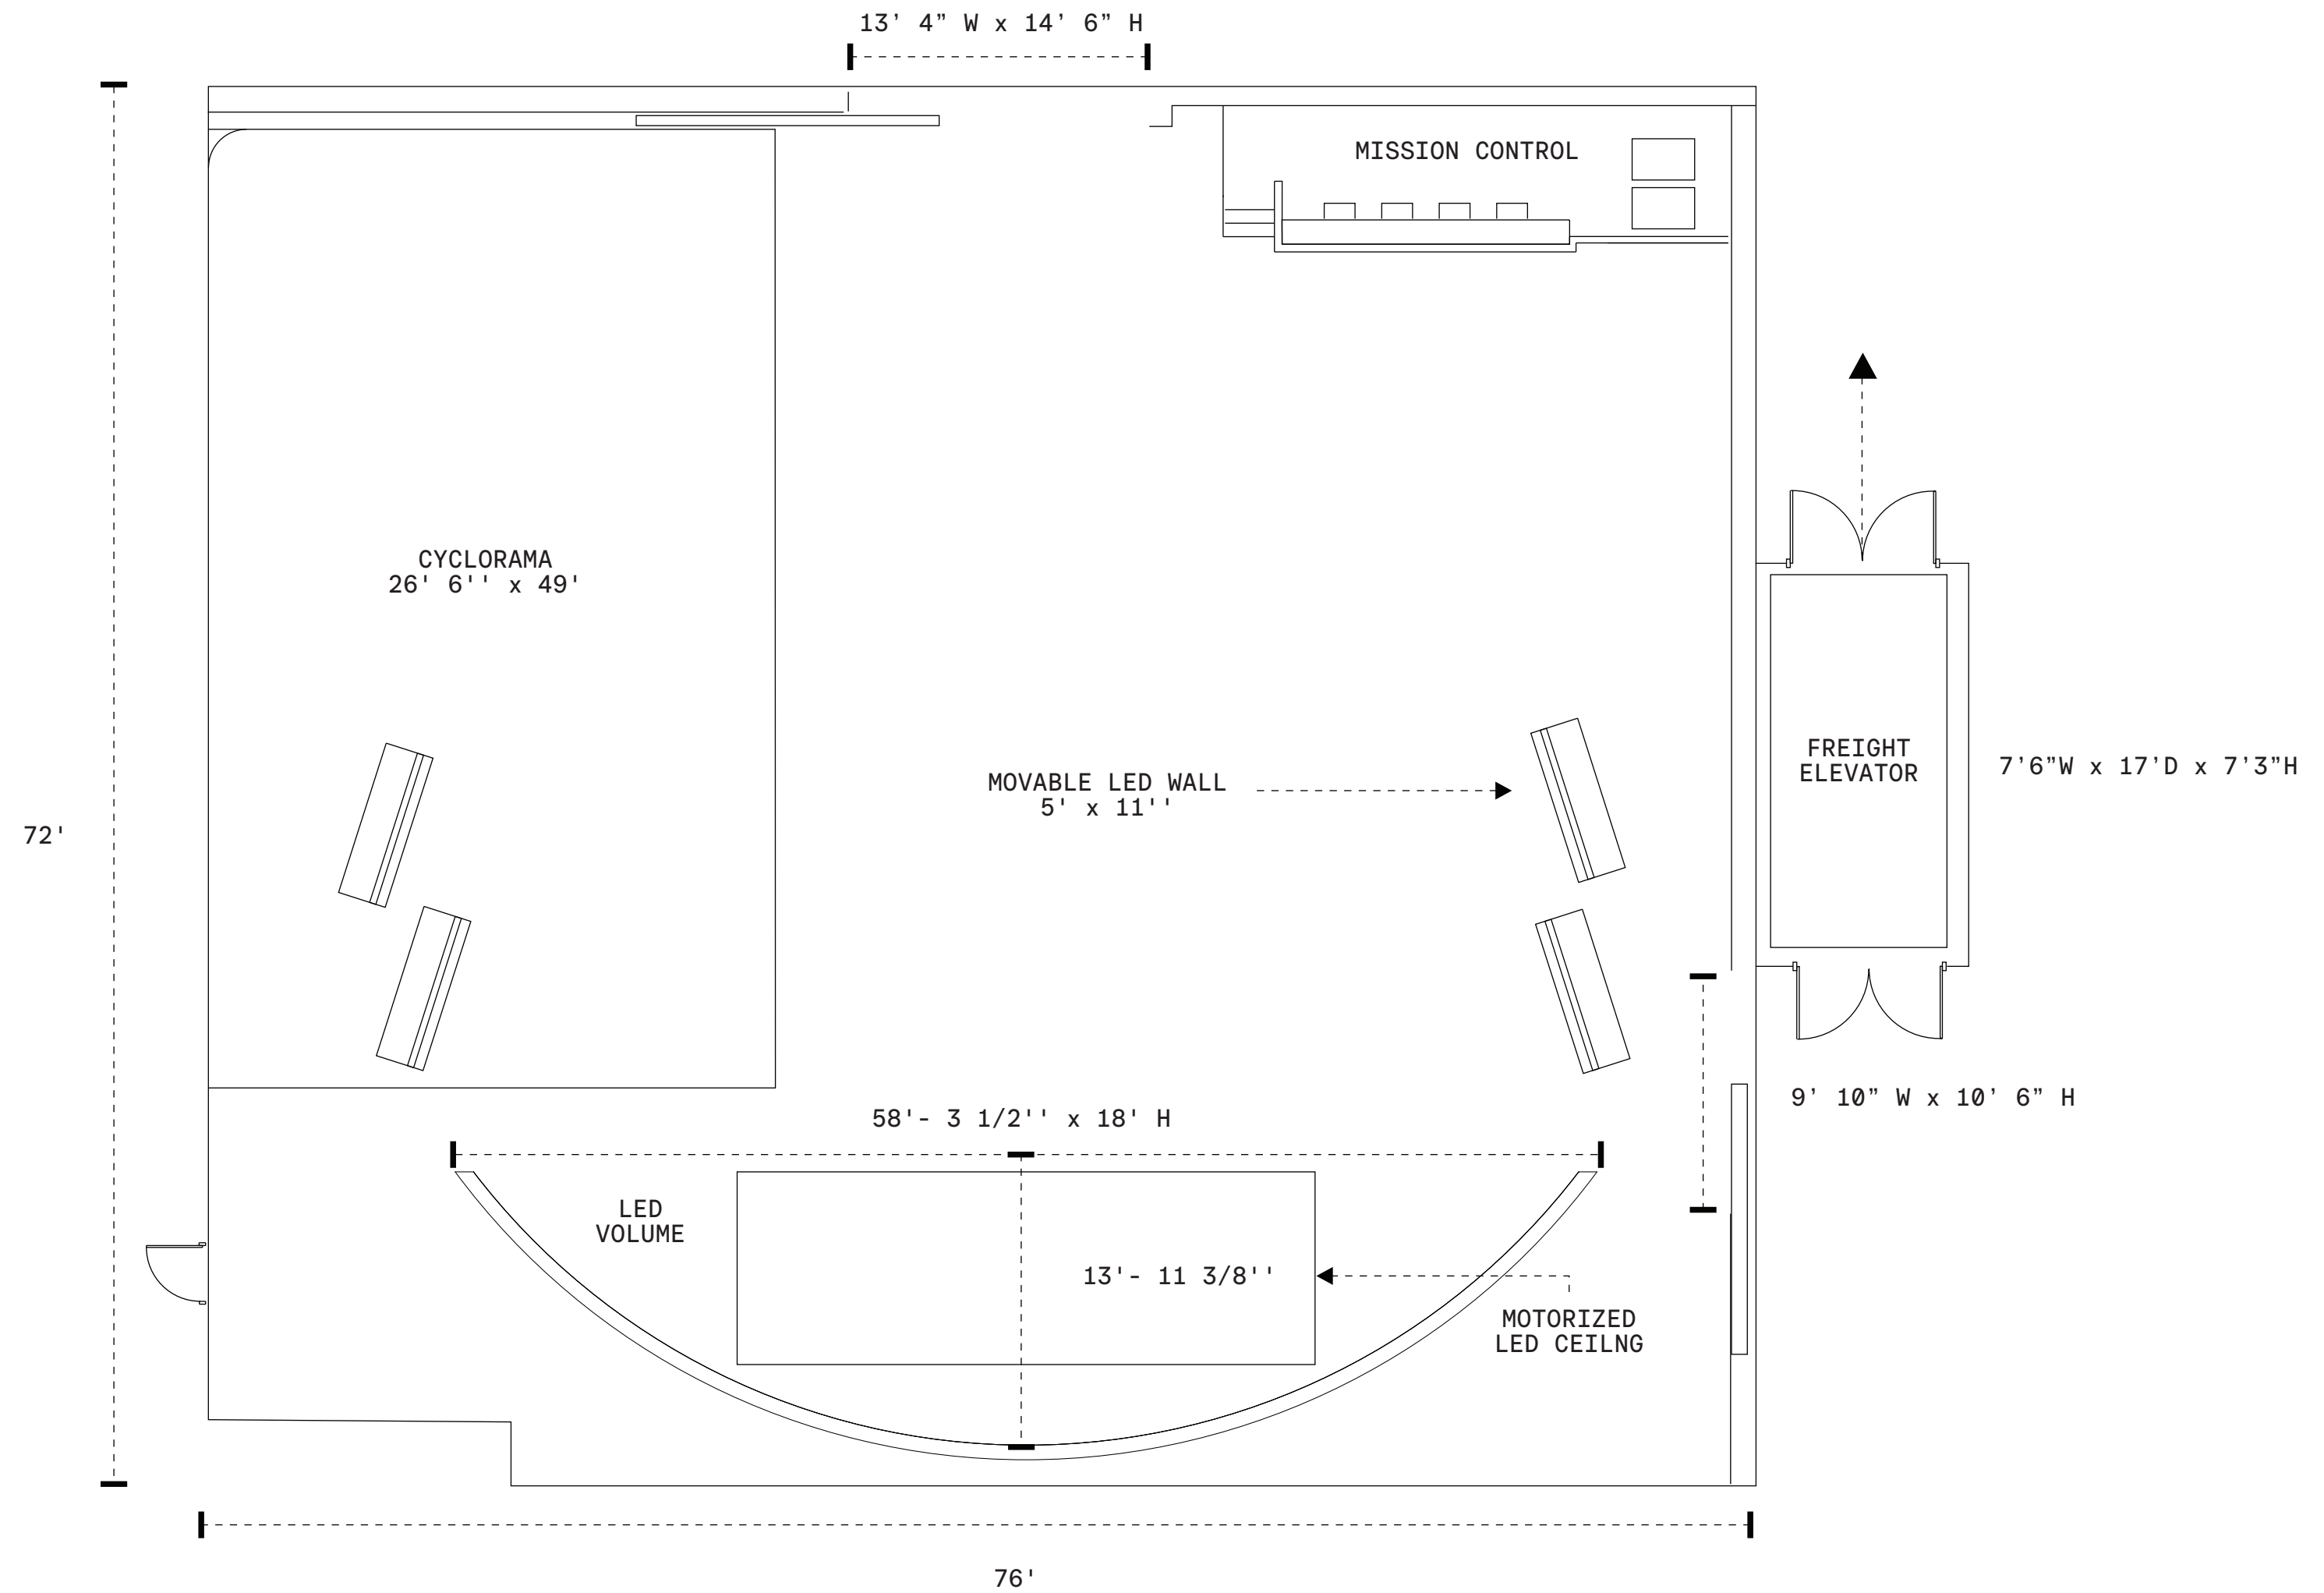 13’ 4” W x 14’ 6” H
MISSION CONTROL
CYCLORAMA
26' 6'' x 49'
MOVABLE LED WALL
5' x 11''
FREIGHT
ELEVATOR
7’6”W x 17’D x 7’3”H
72'
9’ 10” W x 10’ 6” H
58'- 3 1/2'' x 18' H
LED
VOLUME
13'- 11 3/8''
MOTORIZED
LED CEILNG
76'